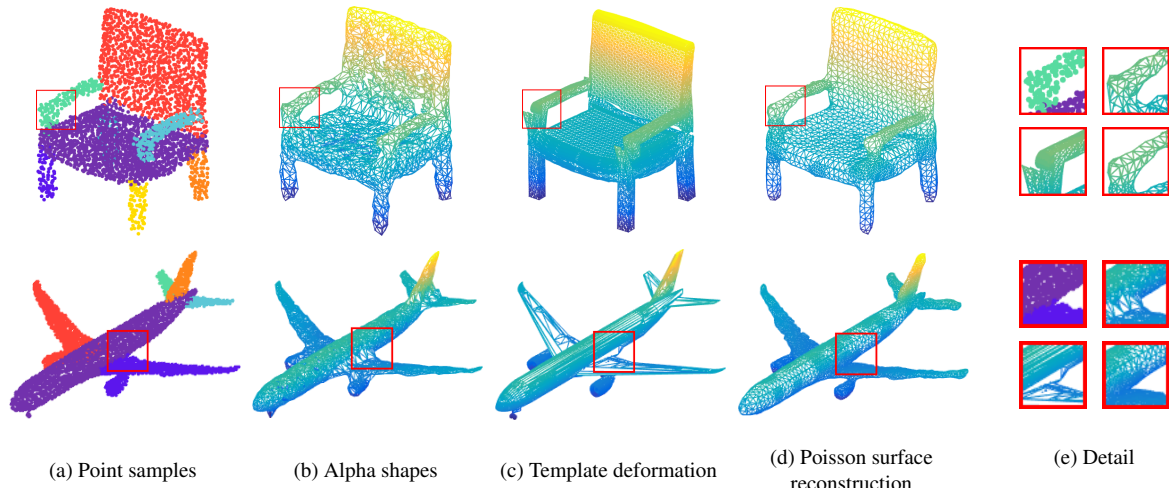 (a) Point samples
(b) Alpha shapes
(c) Template deformation
(d) Poisson surface
reconstruction
(e) Detail